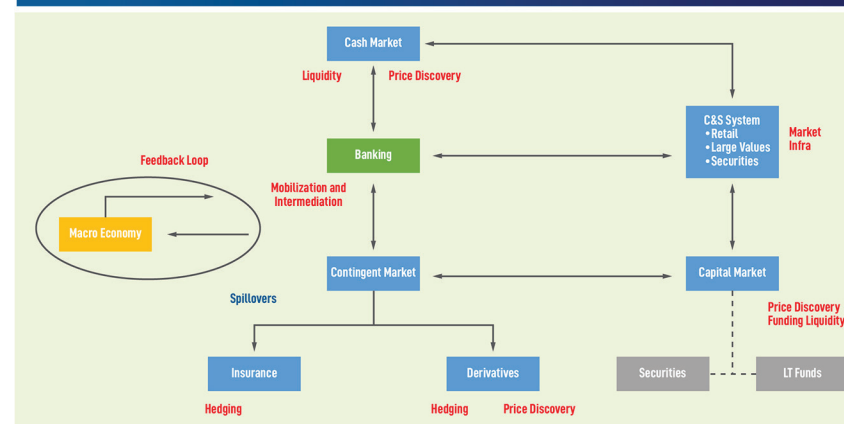 Cash Market
Liquidity
Price Discovery
C&S System
• Retail
• Large Values
• Securities
Market
Infra
Banking
Feedback Loop
Mobilization and
Intermediation
Macro Economy
Contingent Market
Capital Market
Spillovers
Price Discovery
Funding Liquidity
Insurance
Derivatives
Securities
LT Funds
Hedging
Hedging
Price Discovery